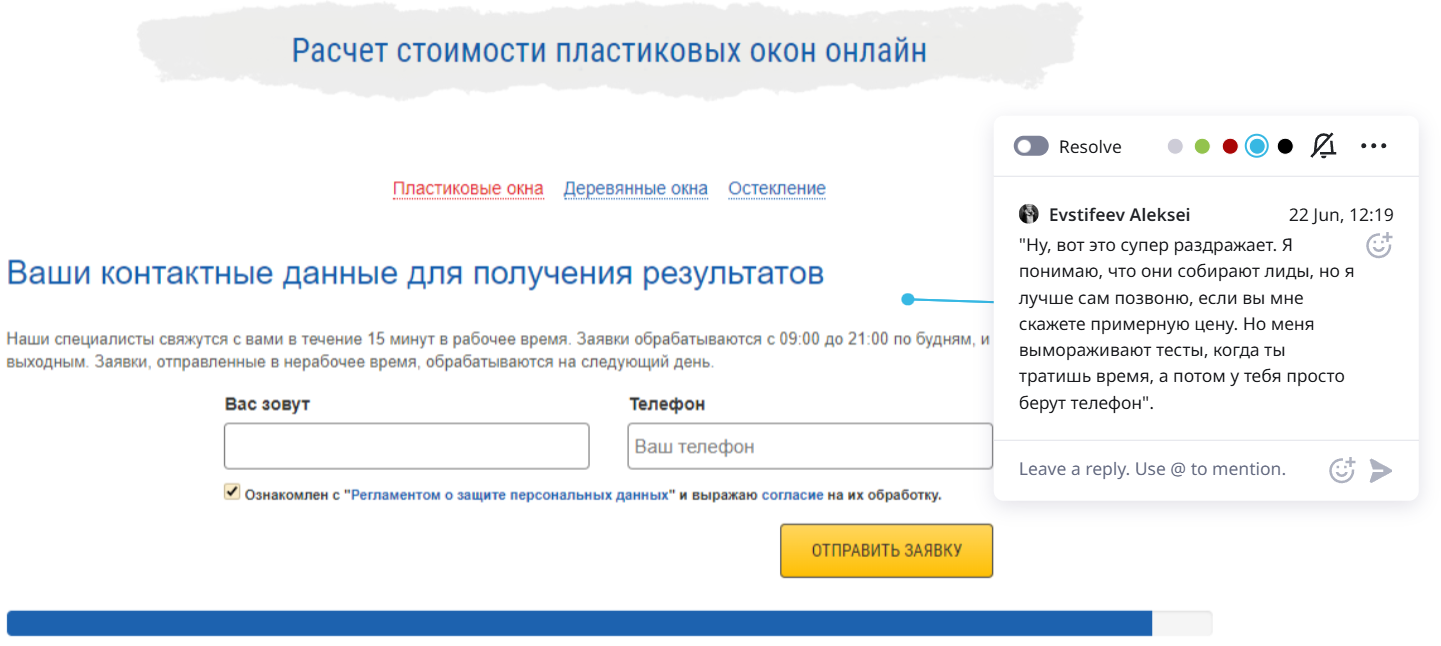 Расчет стоимости пластиковых окон онлайн
Пластиковые окна Деревянные окна Остекление
Ваши контактные данные для получения результатов
Наши специалисты свяжутся с вами в течение 15 минут в рабочее время. Заявки обрабатываются с 09:00 до 21:00 по будням, и
выходным. Заявки, отправленные в нерабочее время, обрабатываются на следующий день.
Вас зовут
Телефон
Ваш телефон
Ознакомлен с "Регламентом о защите персональных данных" и выражаю согласие на их обработку.
ОТПРАВИТЬ ЗАЯВКУ
Resolve
Evstifeev Aleksei 22 Jun, 12:19
"Ну, вот это супер раздражает. Я
понимаю, что они собирают лиды, но я
лучше сам позвоню, если вы мне
скажете примерную цену. Но меня
вымораживают тесты, когда ты
тратишь время, а потом у тебя просто
берут телефон".
Leave a reply. Use @ to mention.